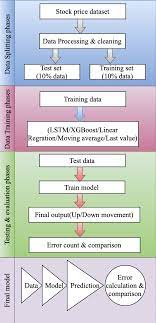 Data Splitting phases
Stock price dataset
Data Processing & cleaning
Test set
(10% data)
Training set
(10% data)
Data Training phases
Training data
(LSTM/XGBoost/Linear
Regration/Moving average/Last value)
Testing & evaluation phases
Test data
Train model
Final output(Up/Down movement)
Error count & comparison
Final model
Data
Model
Prediction
Error
calculation &
comparison